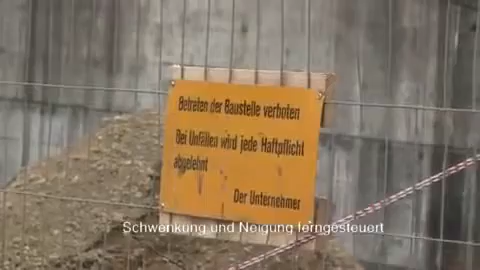 Betreten der Baustelle verboten
Bei Unfällen wird jede Haftpflicht
abgelehnt
Der Unternehmer
Schwenkung und Neigung ferngesteuert